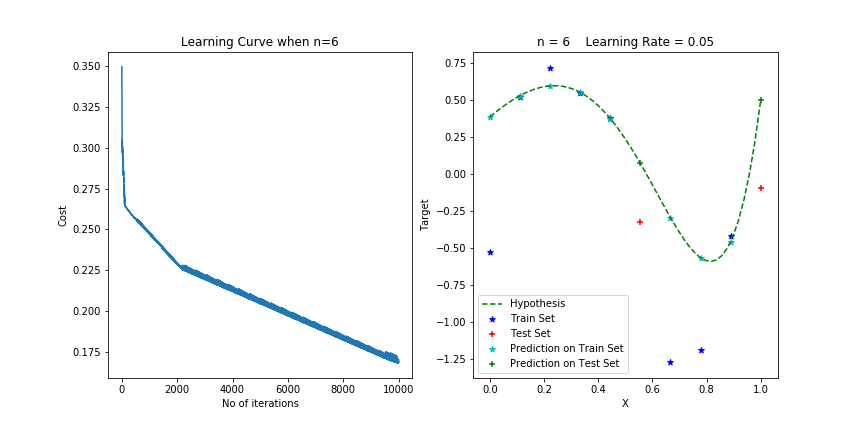 Learning Curve when n=6
0.350
0.325
0.300
0.275
0.250
0.225
0.200
0.175
Cost
0 2000 4000 6000 8000 10000
No of iterations
n = 6    Learning Rate = 0.05
0.75
0.50
0.25
0.00
−0.25
−0.50
−0.75
−1.00
−1.25
Target
Hypothesis
Train Set
Test Set
Prediction on Train Set
Prediction on Test Set
0.0 0.2 0.4 0.6 0.8 1.0
X